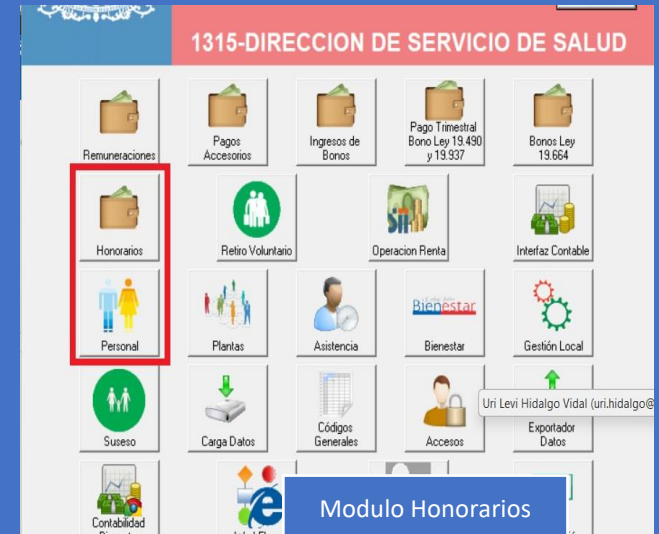 1315-DIRECCION DE SERVICIO DE SALUD
Remuneraciones
Pagos
Accesorios
Ingresos de
Bonos
Pago Trimestral
Bono Ley 19.490
y 19.937
Bonos Ley
19.664
Honorarios
Retiro Voluntario
SII
Operacion Renta
Interfaz Contable
Personal
Plantas
Asistencia
Bienestar
Bienestar
Gestión Local
Suseso
Carga Datos
Códigos
Generales
Accesos
Uri Levi Hidalgo Vidal (uri.hidalgo@
Exportador
Datos
Contabilidad
Modulo Honorarios